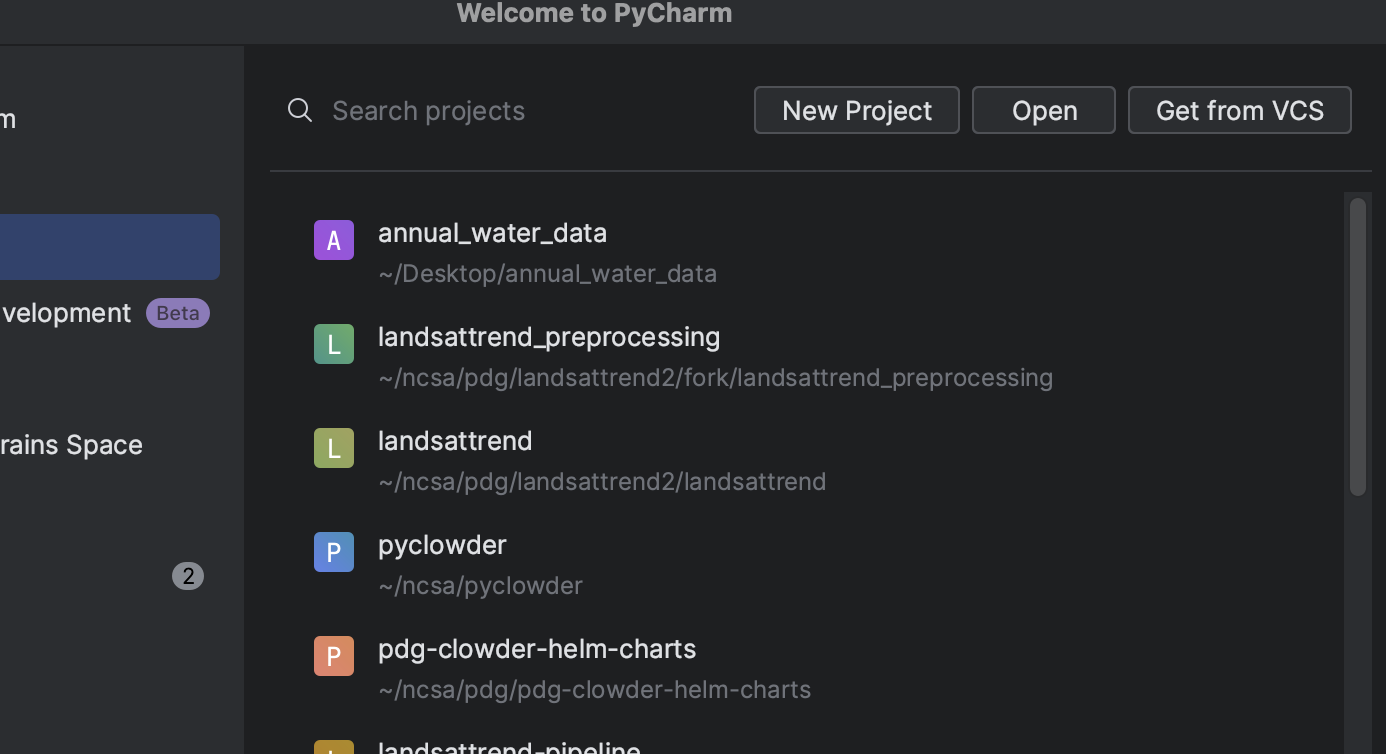 Welcome to PyCharm
m
Search projects
New Project
Open
Get from VCS
A
annual_water_data
~/Desktop/annual_water_data
velopment
Beta
L
landsattrend_preprocessing
~/ncsa/pdg/landsattrend2/fork/landsattrend_preprocessing
rains Space
L
landsattrend
~/ncsa/pdg/landsattrend2/landsattrend
2
P
pyclowder
~/ncsa/pyclowder
P
pdg-clowder-helm-charts
~/ncsa/pdg/pdg-clowder-helm-charts
L
landsattrend-pipeline